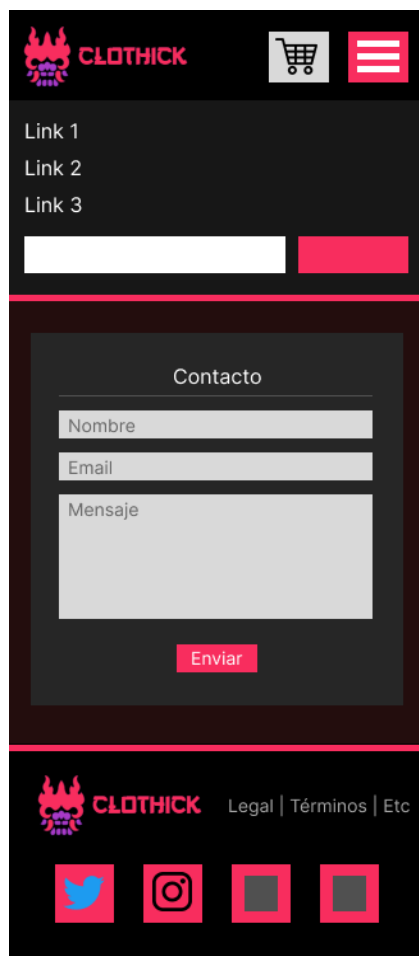 CLOTHICK
Link 1
Link 2
Link 3
Contacto
Nombre
Email
Mensaje
Enviar
CLOTHICK
Legal | Términos | Etc